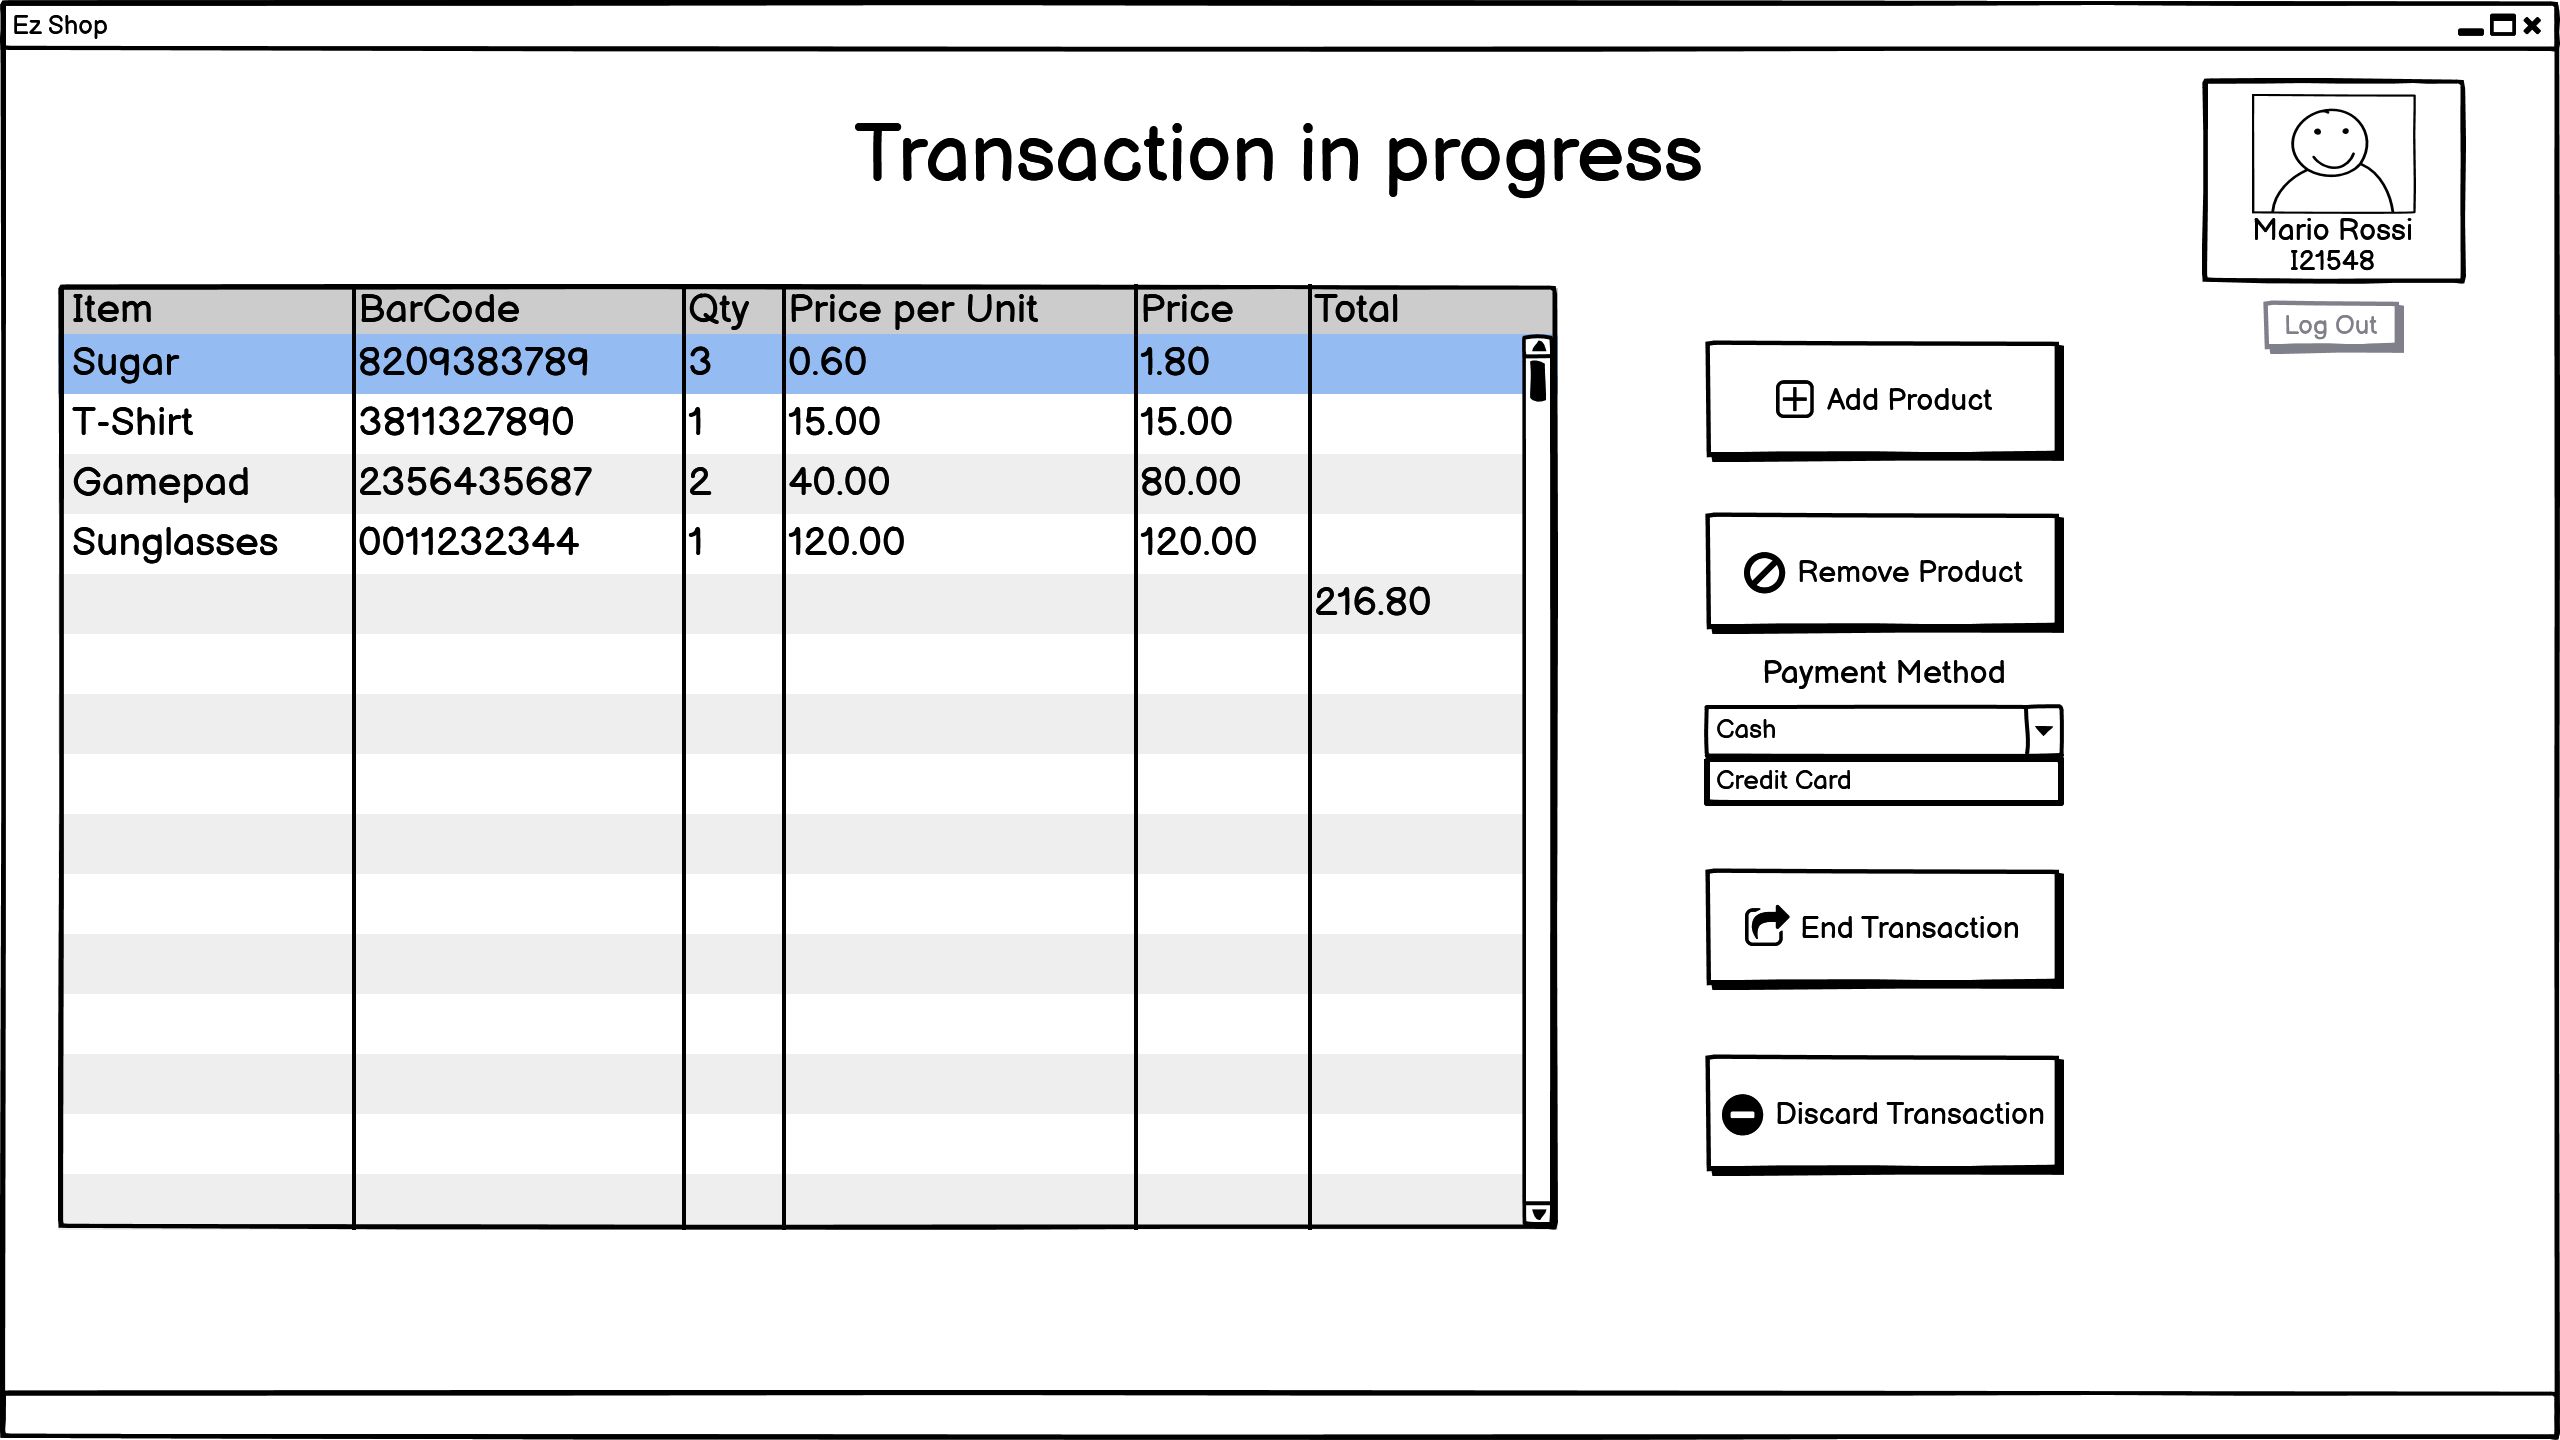 Ez Shop
Transaction in progress
Mario Rossi
I21548
Log Out
Item BarCode Qty Price per Unit Price Total
Sugar 8209383789 3 0.60 1.80
T-Shirt 3811327890 1 15.00 15.00
Gamepad 2356435687 2 40.00 80.00
Sunglasses 0011232344 1 120.00 120.00
216.80
Add Product
Remove Product
Payment Method
Cash
Credit Card
End Transaction
Discard Transaction